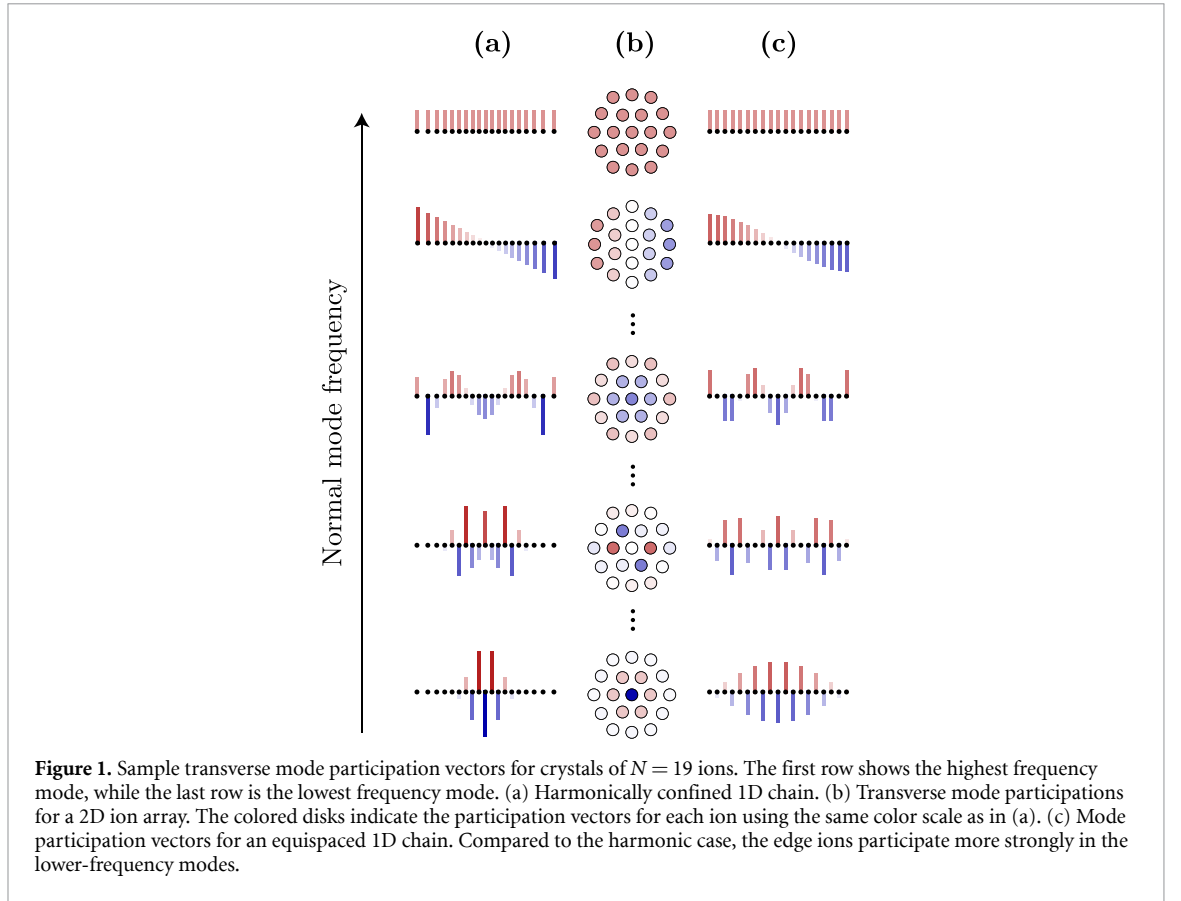 (a) (b) (c)
Normal mode frequency
Figure 1. Sample transverse mode participation vectors for crystals of N = 19 ions. The first row shows the highest frequency
mode, while the last row is the lowest frequency mode. (a) Harmonically confined 1D chain. (b) Transverse mode participations
for a 2D ion array. The colored disks indicate the participation vectors for each ion using the same color scale as in (a). (c) Mode
participation vectors for an equispaced 1D chain. Compared to the harmonic case, the edge ions participate more strongly in the
lower-frequency modes.